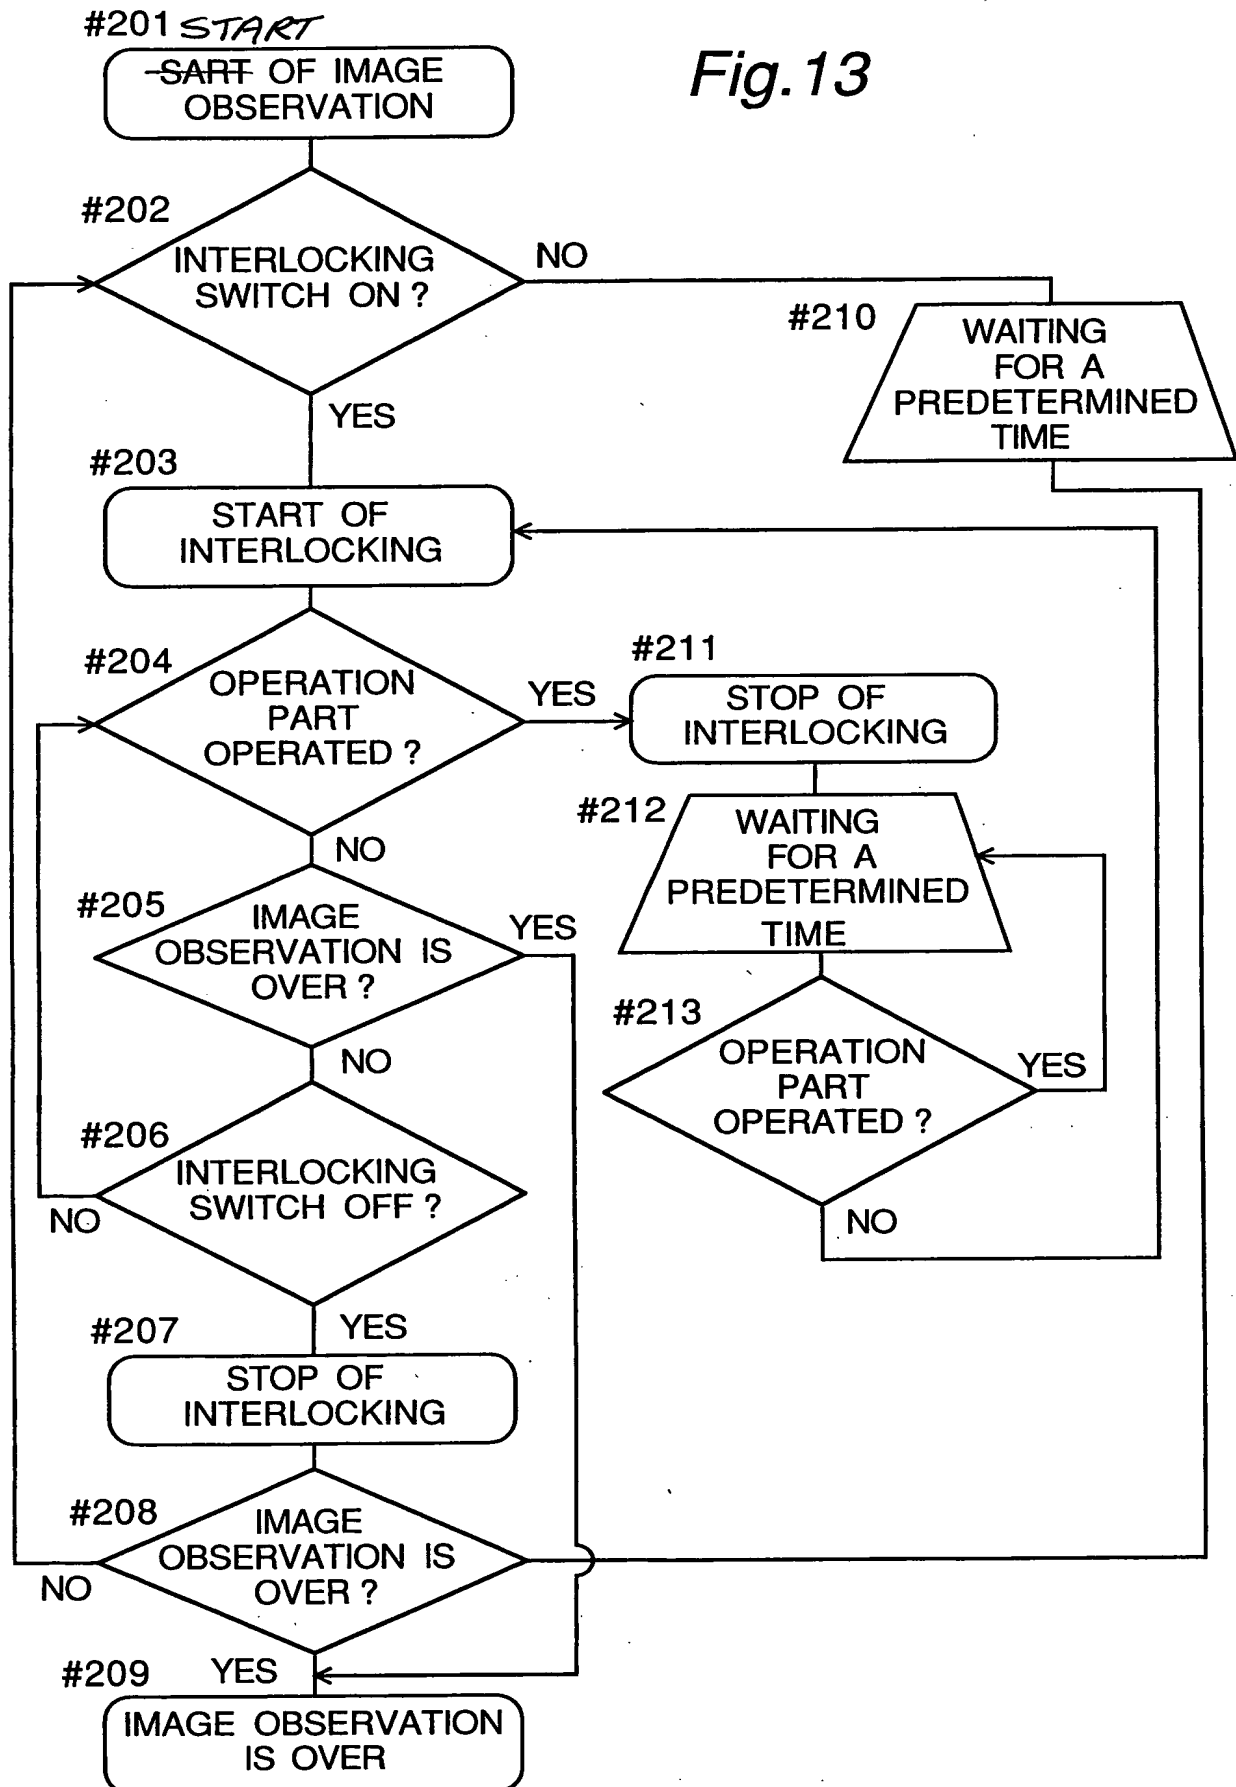 #201 START
SART OF IMAGE
OBSERVATION
Fig.13
#202
INTERLOCKING
SWITCH ON ?
NO
YES
#210
WAITING
FOR A
PREDETERMINED
TIME
#203
START OF
INTERLOCKING
#204
OPERATION
PART
OPERATED ?
YES
NO
#211
STOP OF
INTERLOCKING
#212
WAITING
FOR A
PREDETERMINED
TIME
#205
IMAGE
OBSERVATION IS
OVER ?
YES
NO
#213
OPERATION
PART
OPERATED ?
YES
NO
#206
INTERLOCKING
SWITCH OFF ?
NO
YES
#207
STOP OF
INTERLOCKING
#208
IMAGE
OBSERVATION IS
OVER ?
NO
YES
#209
IMAGE OBSERVATION
IS OVER